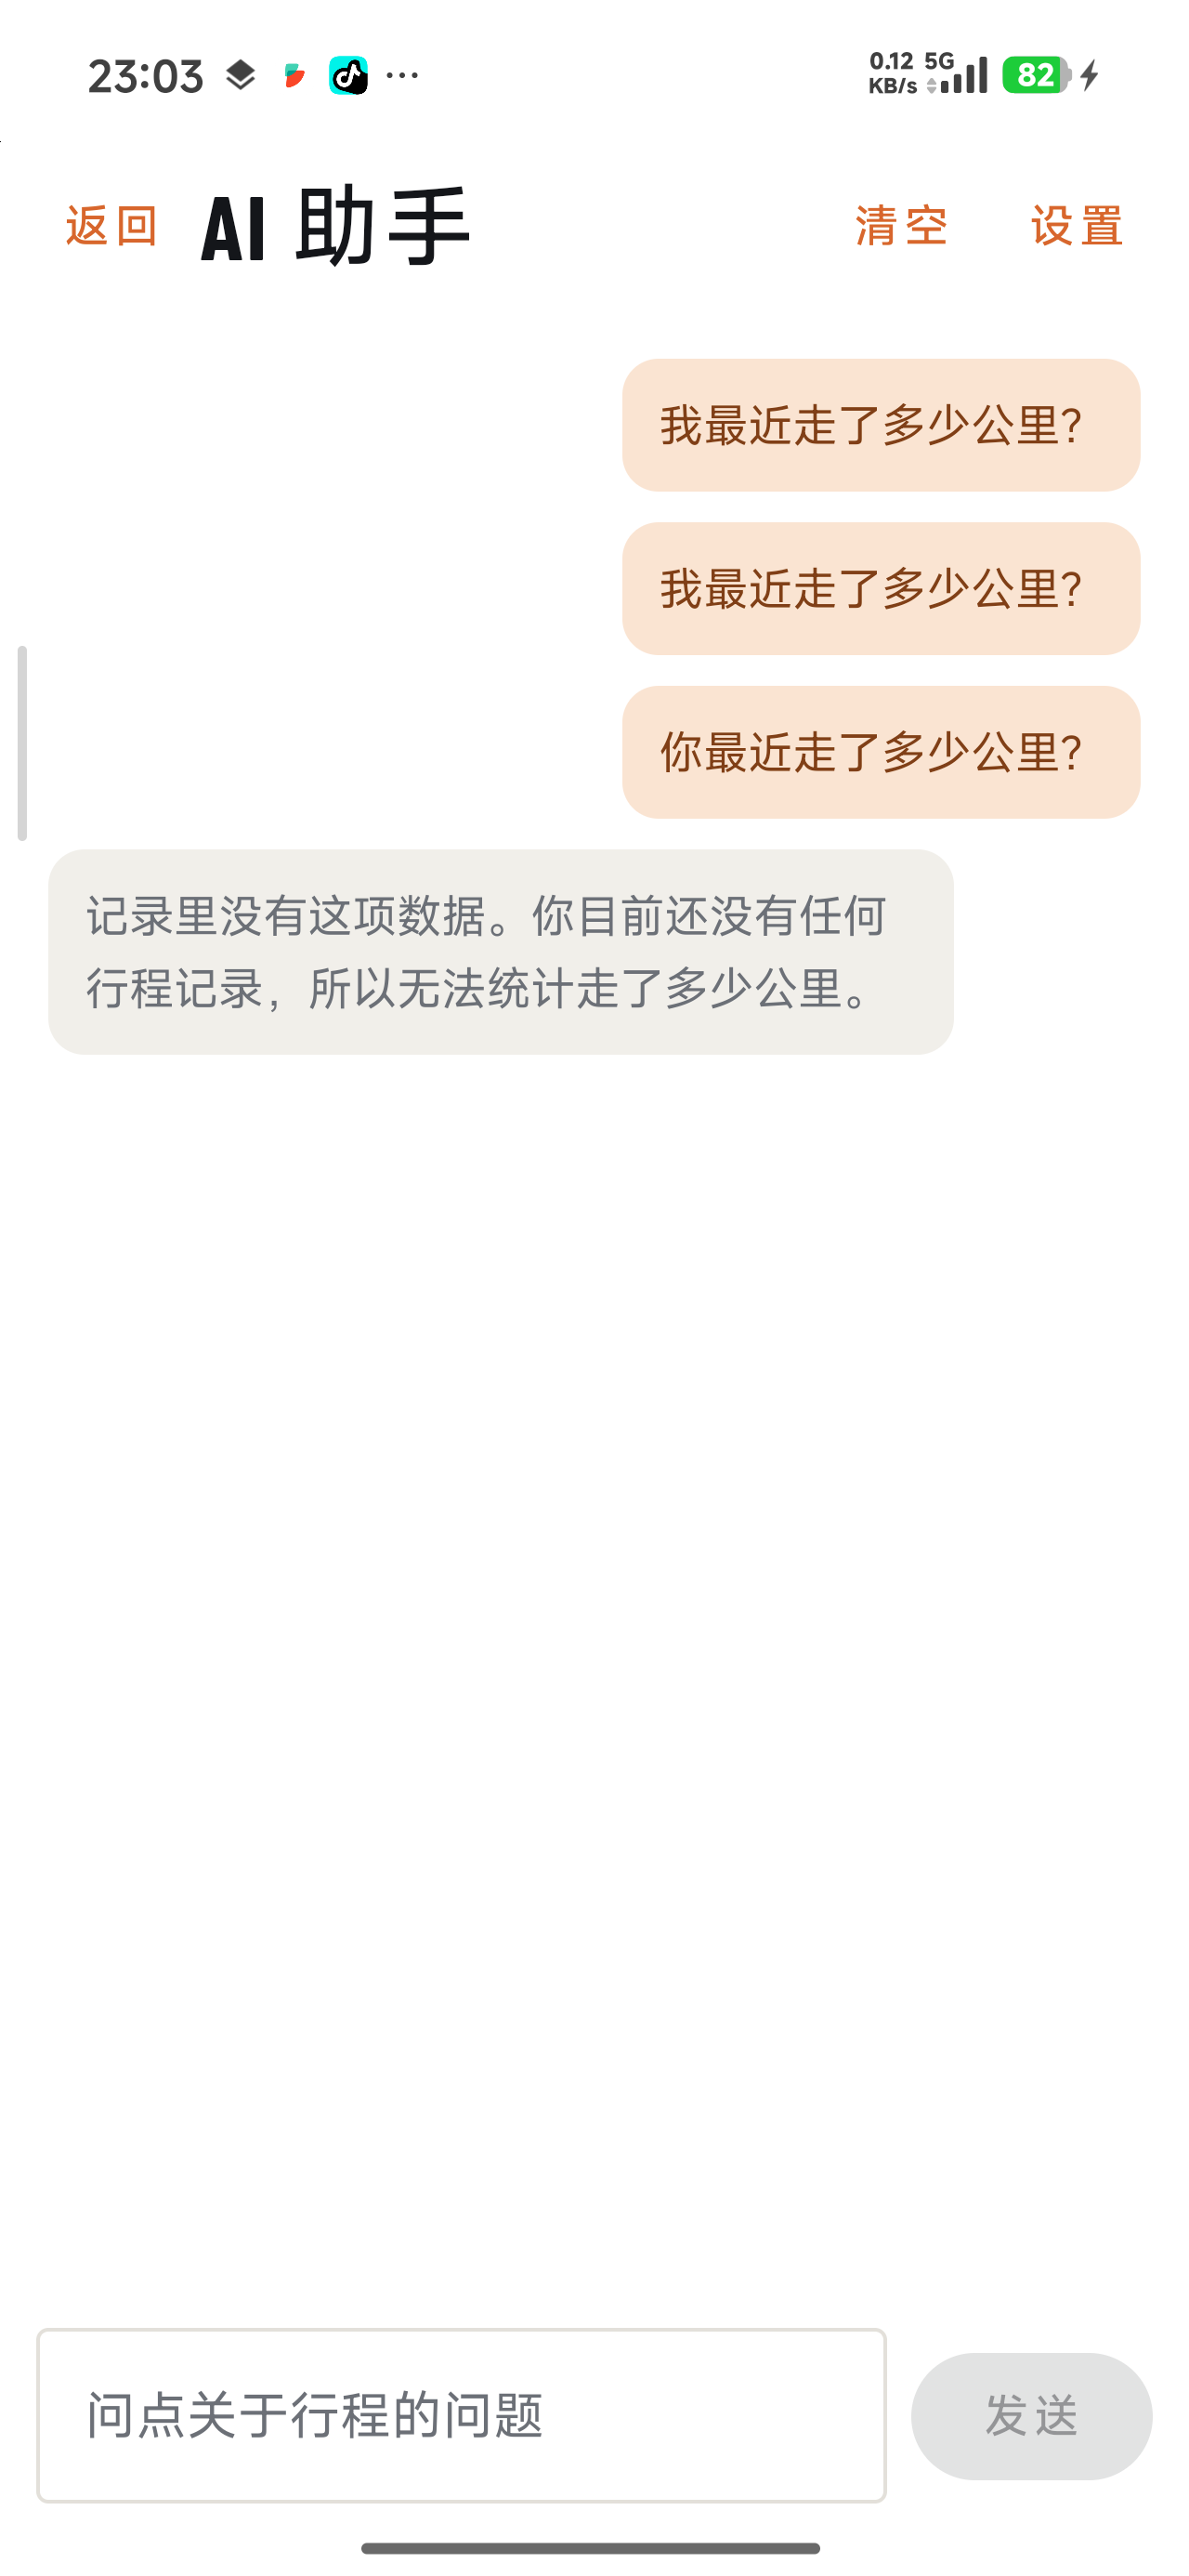 23:03
0.12 5G
KB/s
82
返回 AI 助手 清空 设置
我最近走了多少公里？
我最近走了多少公里？
你最近走了多少公里？
记录里没有这项数据。你目前还没有任何
行程记录，所以无法统计走了多少公里。
问点关于行程的问题
发送